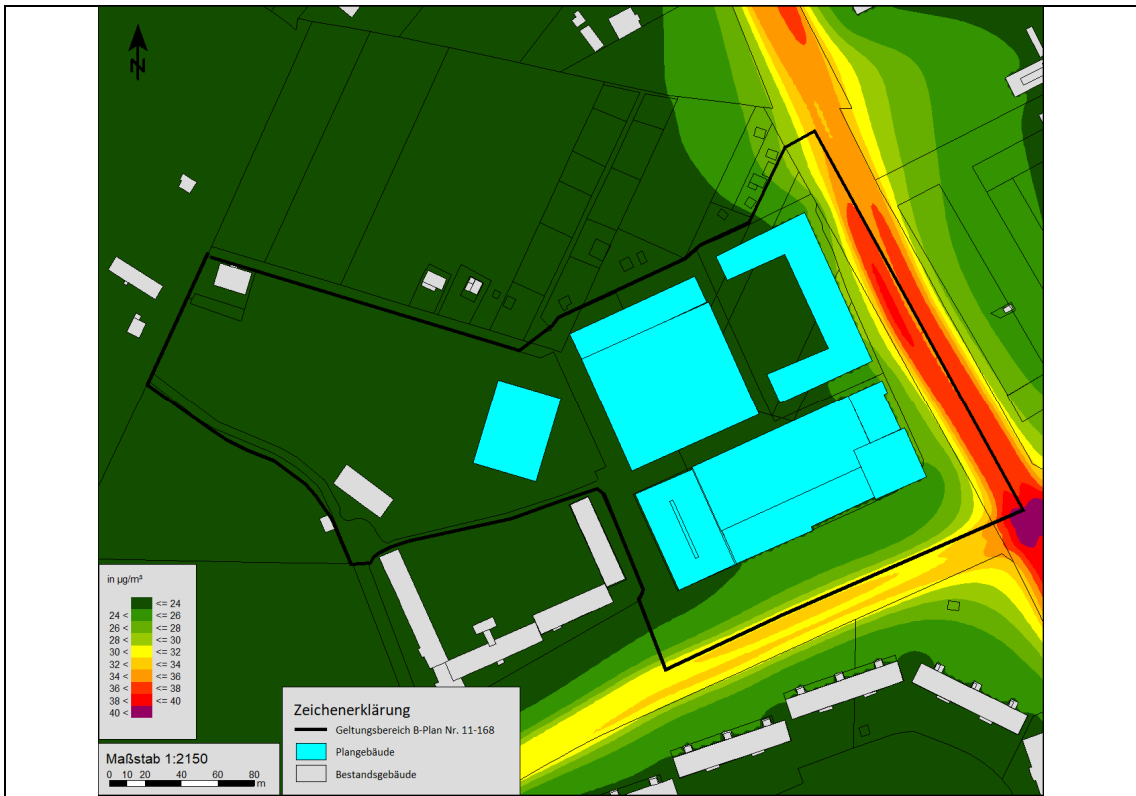 N
in µg/m³
<= 24
24 < <= 26
26 < <= 28
28 < <= 30
30 < <= 32
32 < <= 34
34 < <= 36
36 < <= 38
38 < <= 40
40 <
Zeichenerklärung
Geltungsbereich B-Plan Nr. 11-168
Plangebäude
Bestandsgebäude
Maßstab 1:2150
0 10 20 40 60 80
m